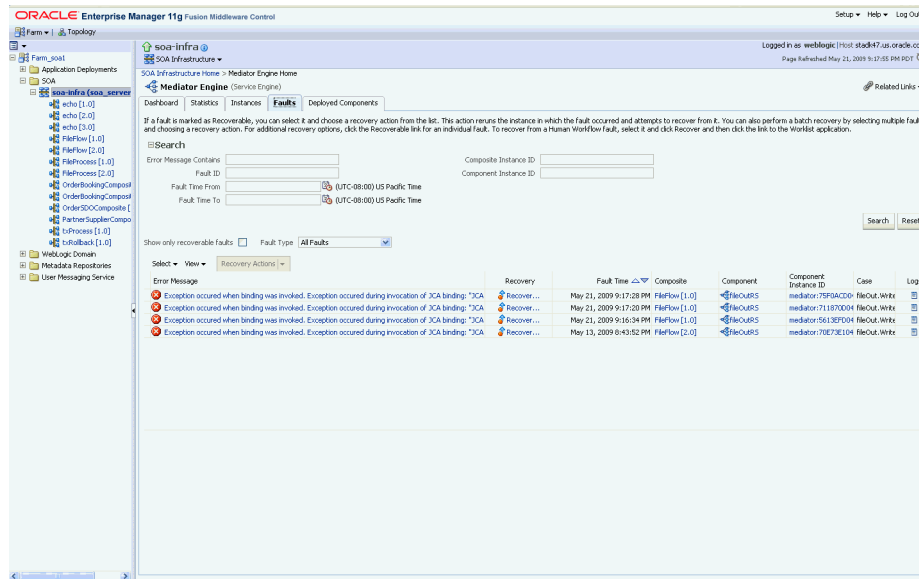 ORACLE Enterprise Manager 11g Fusion Middleware Control
Setup Help Log Out
Farm Topology
Farm_soa1
Application Deployments
SOA
soa-infra (soa_server
echo [1.0]
echo [2.0]
echo [3.0]
FileFlow [1.0]
FileFlow [2.0]
FileProcess [1.0]
FileProcess [2.0]
OrderBookingComposit
OrderBookingComposit
OrderSDOComposite [
PartnerSupplierCompo
txProcess [1.0]
txRollback [1.0]
WebLogic Domain
Metadata Repositories
User Messaging Service
soa-infra
SOA Infrastructure
Logged in as weblogic | Host stadk47.us.oracle.co
Page Refreshed May 21, 2009 9:17:55 PM PDT
SOA Infrastructure Home > Mediator Engine Home
Mediator Engine (Service Engine)
Related Links
Dashboard Statistics Instances Faults Deployed Components
If a fault is marked as Recoverable, you can select it and choose a recovery action from the list. This action reruns the instance in which the fault occurred and attempts to recover from it. You can also perform a batch recovery by selecting multiple fault
and choosing a recovery action. For additional recovery options, click the Recoverable link for an individual fault. To recover from a Human Workflow fault, select it and click Recover and then click the link to the Worklist application.
Search
Error Message Contains
Composite Instance ID
Fault ID
Component Instance ID
Fault Time From (UTC-08:00) US Pacific Time
Fault Time To (UTC-08:00) US Pacific Time
Search Reset
Show only recoverable faults Fault Type All Faults
Select View Recovery Actions
Error Message Recovery Fault Time Composite Component Component Instance ID Case Log
Exception occured when binding was invoked. Exception occured during invocation of JCA binding: "JCA Recover... May 21, 2009 9:17:28 PM FileFlow [1.0] fileOutRS mediator:75F0ACD0 fileOut.Write
Exception occured when binding was invoked. Exception occured during invocation of JCA binding: "JCA Recover... May 21, 2009 9:17:20 PM FileFlow [1.0] fileOutRS mediator:711870D04 fileOut.Write
Exception occured when binding was invoked. Exception occured during invocation of JCA binding: "JCA Recover... May 21, 2009 9:16:34 PM FileFlow [1.0] fileOutRS mediator:5613EFD04 fileOut.Write
Exception occured when binding was invoked. Exception occured during invocation of JCA binding: "JCA Recover... May 13, 2009 8:43:52 PM FileFlow [2.0] fileOutRS mediator:70E73E104 fileOut.Write